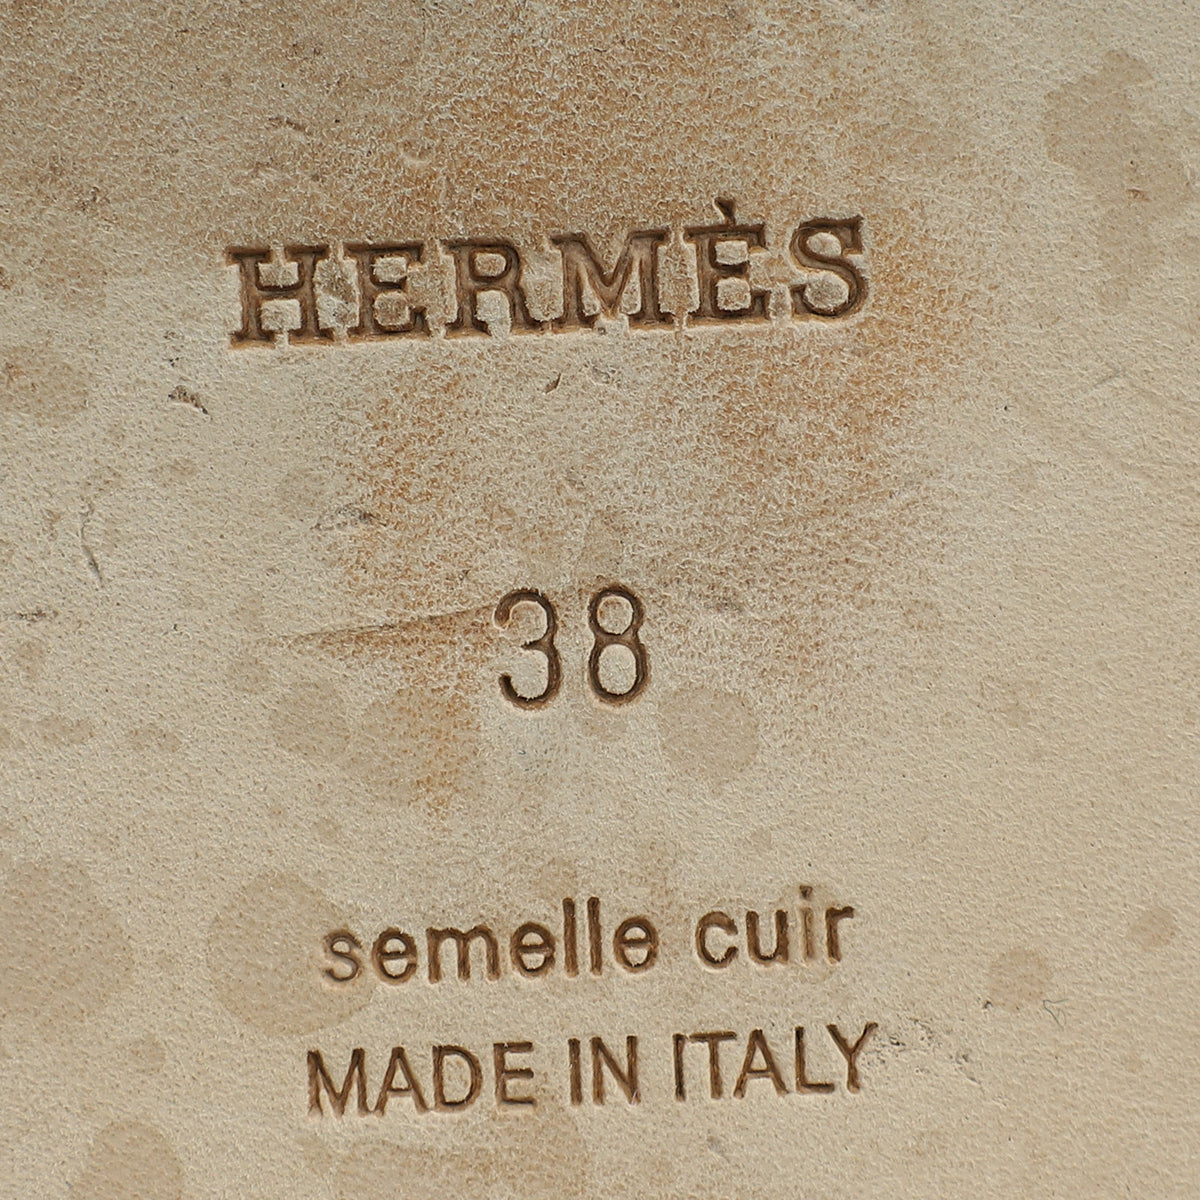 HERMÈS
38
semelle cuir
MADE IN ITALY